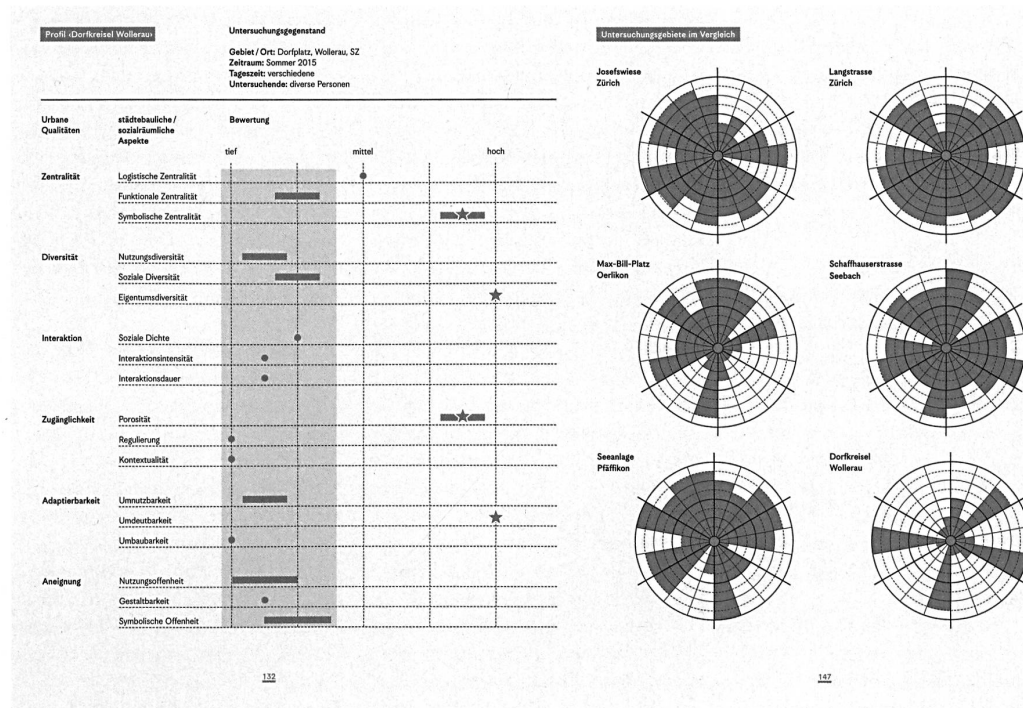 Profil ‹Dorfkreisel Wollerau›
Untersuchungsgegenstand
Gebiet / Ort: Dorfplatz, Wollerau, SZ
Zeitraum: Sommer 2015
Tageszeit: verschiedene
Untersuchende: diverse Personen
Urbane
Qualitäten
städtebauliche /
sozialräumliche
Aspekte
Bewertung
tief
mittel
hoch
Zentralität
Logistische Zentralität
Funktionale Zentralität
Symbolische Zentralität
Diversität
Nutzungsdiversität
Soziale Diversität
Eigentumsdiversität
Interaktion
Soziale Dichte
Interaktionsintensität
Interaktionsdauer
Zugänglichkeit
Porosität
Regulierung
Kontextualität
Adaptierbarkeit
Umnutzbarkeit
Umdeutbarkeit
Umbaubarkeit
Aneignung
Nutzungsoffenheit
Gestaltbarkeit
Symbolische Offenheit
132
Untersuchungsgebiete im Vergleich
Josefswiese
Zürich
Langstrasse
Zürich
Max-Bill-Platz
Oerlikon
Schaffhauserstrasse
Seebach
Seeanlage
Pfäffikon
Dorfkreisel
Wollerau
147